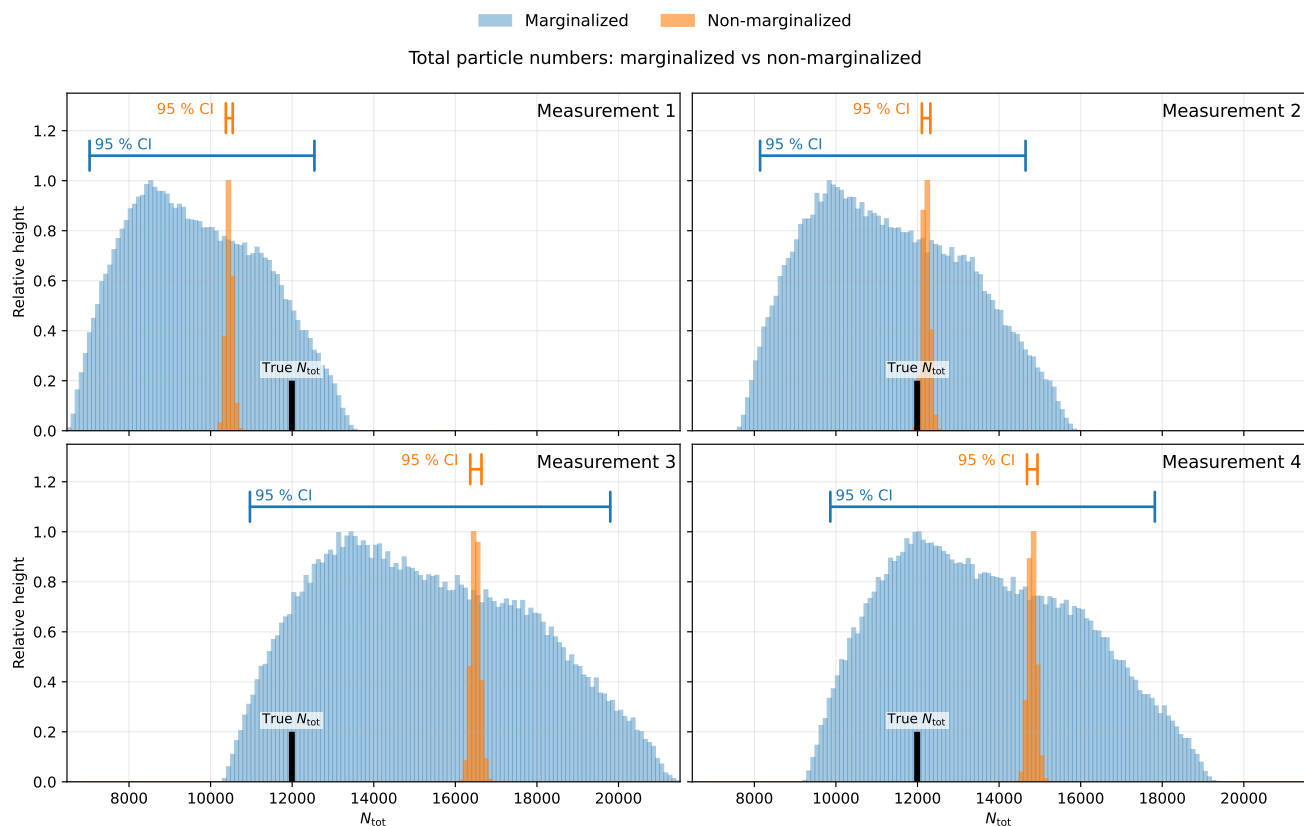 Marginalized Non-marginalized
Total particle numbers: marginalized vs non-marginalized
Measurement 1
95 % CI
95 % CI
True N_tot
Relative height
0.0
0.2
0.4
0.6
0.8
1.0
1.2
Measurement 2
95 % CI
95 % CI
True N_tot
Measurement 3
95 % CI
95 % CI
True N_tot
Relative height
0.0
0.2
0.4
0.6
0.8
1.0
1.2
8000 10000 12000 14000 16000 18000 20000
N_tot
Measurement 4
95 % CI
95 % CI
True N_tot
8000 10000 12000 14000 16000 18000 20000
N_tot